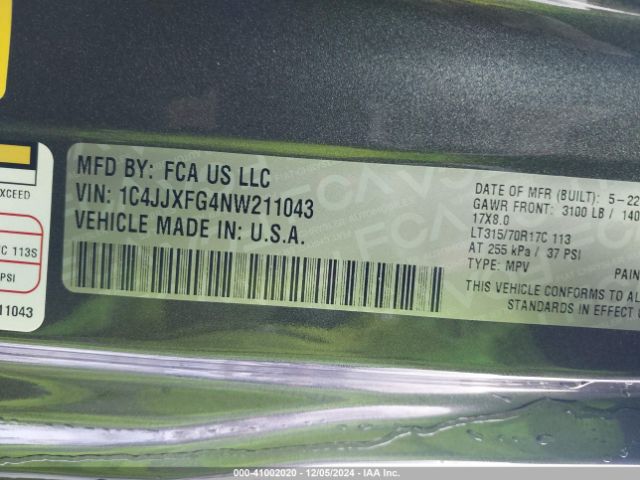 MFD BY: FCA US LLC
VIN: 1C4JJXFG4NW211043
VEHICLE MADE IN: U.S.A.
DATE OF MFR (BUILT): 5-22
GAWR FRONT: 3100 LB / 140
17X8.0
LT315/70R17C 113
AT 255 kPa / 37 PSI
TYPE: MPV PAIN
THIS VEHICLE CONFORMS TO AL
STANDARDS IN EFFECT
XCEED
7C 113S
PSI
11043
000-41002020 - 12/05/2024 - IAA Inc.